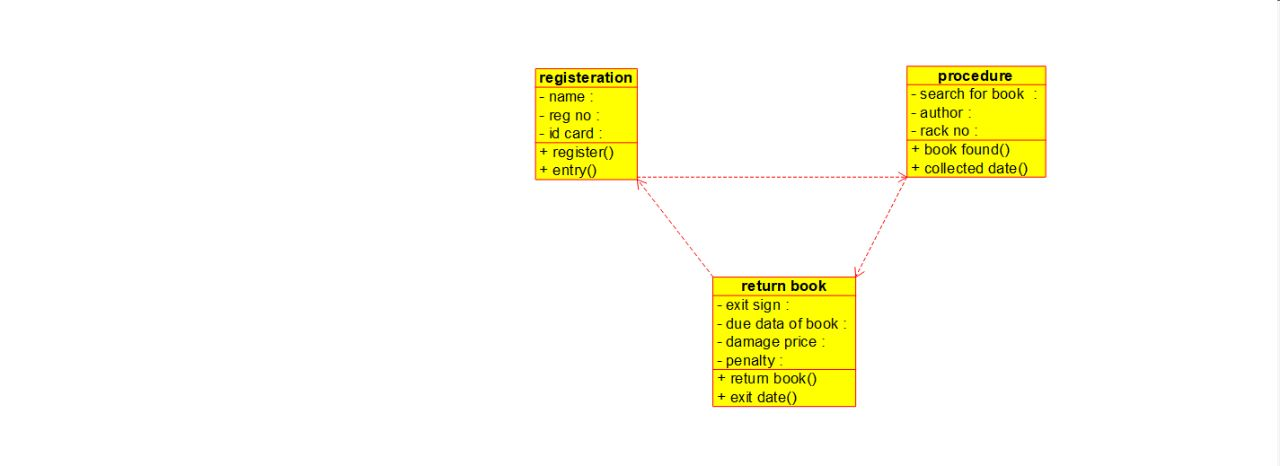 registeration
- name :
- reg no :
- id card :
+ register()
+ entry()
procedure
- search for book  :
- author :
- rack no :
+ book found()
+ collected date()
return book
- exit sign :
- due data of book :
- damage price :
- penalty :
+ return book()
+ exit date()